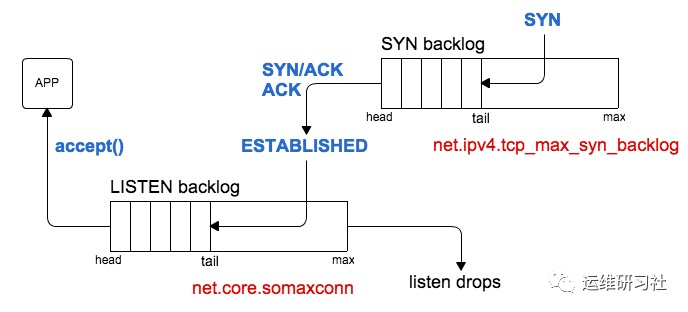 SYN
SYN backlog
SYN/ACK
ACK
APP
head
tail
max
net.ipv4.tcp_max_syn_backlog
accept()
ESTABLISHED
LISTEN backlog
head
tail
max
net.core.somaxconn
listen drops
运维研习社